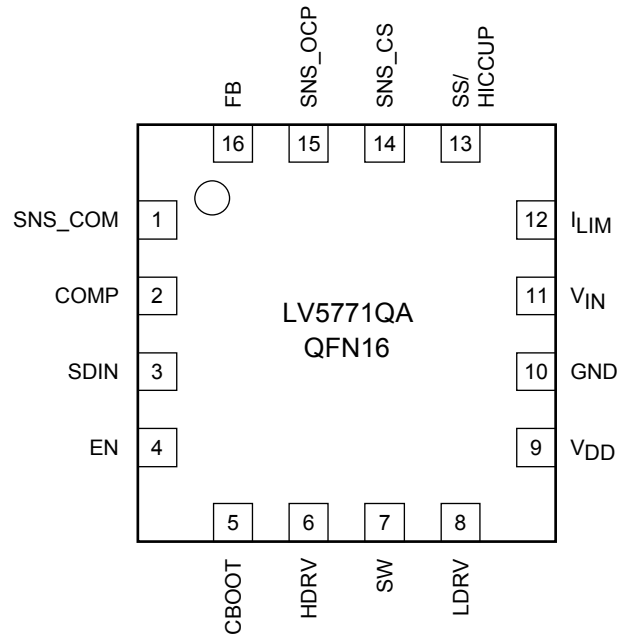 FB
SNS_OCP
SNS_CS
SS/
HICCUP
16
15
14
13
SNS_COM
1
12
ILIM
COMP
2
11
VIN
LV5771QA
QFN16
SDIN
3
10
GND
EN
4
9
VDD
5
6
7
8
CBOOT
HDRV
SW
LDRV